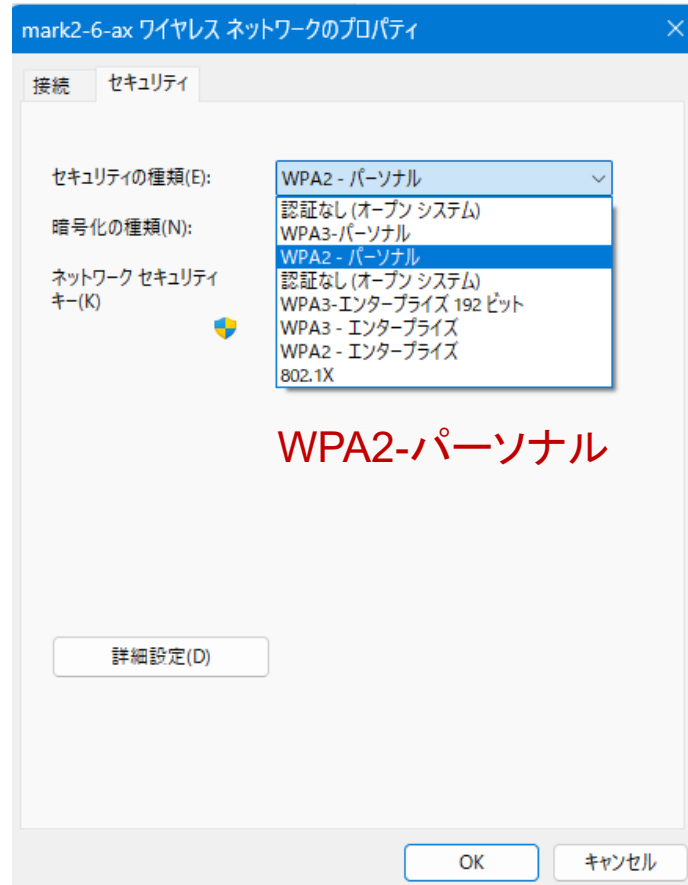 mark2-6-ax ワイヤレス ネットワークのプロパティ
接続 セキュリティ
セキュリティの種類(E): WPA2 - パーソナル
認証なし (オープン システム)
WPA3-パーソナル
暗号化の種類(N):
WPA2 - パーソナル
認証なし (オープン システム)
ネットワーク セキュリティ
キー(K)
WPA3-エンタープライズ 192 ビット
WPA3 - エンタープライズ
WPA2 - エンタープライズ
802.1X
WPA2-パーソナル
詳細設定(D)
OK キャンセル